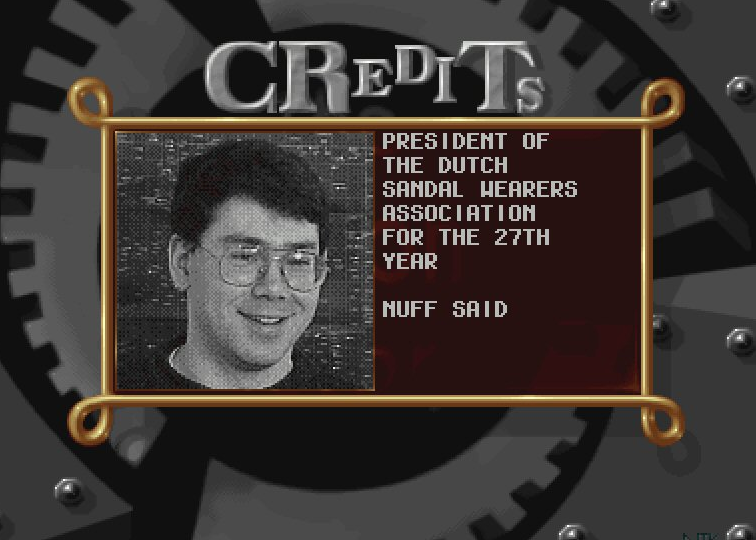 CREDITS
PRESIDENT OF
THE DUTCH
SANDAL WEARERS
ASSOCIATION
FOR THE 27TH
YEAR
NUFF SAID